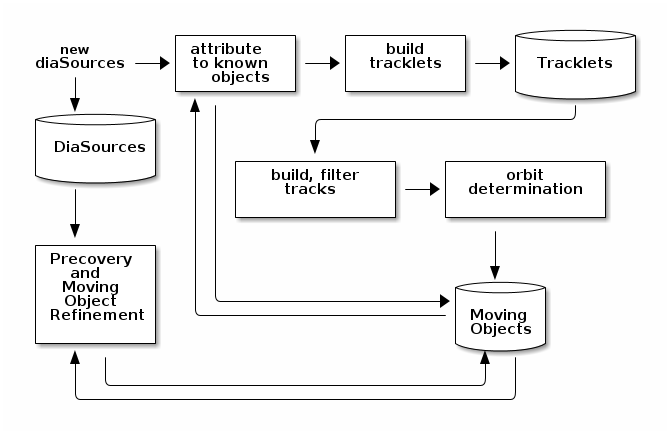 new
diaSources
attribute
to known
objects
build
tracklets
Tracklets
DiaSources
build, filter
tracks
orbit
determination
Precovery
and
Moving
Object
Refinement
Moving
Objects